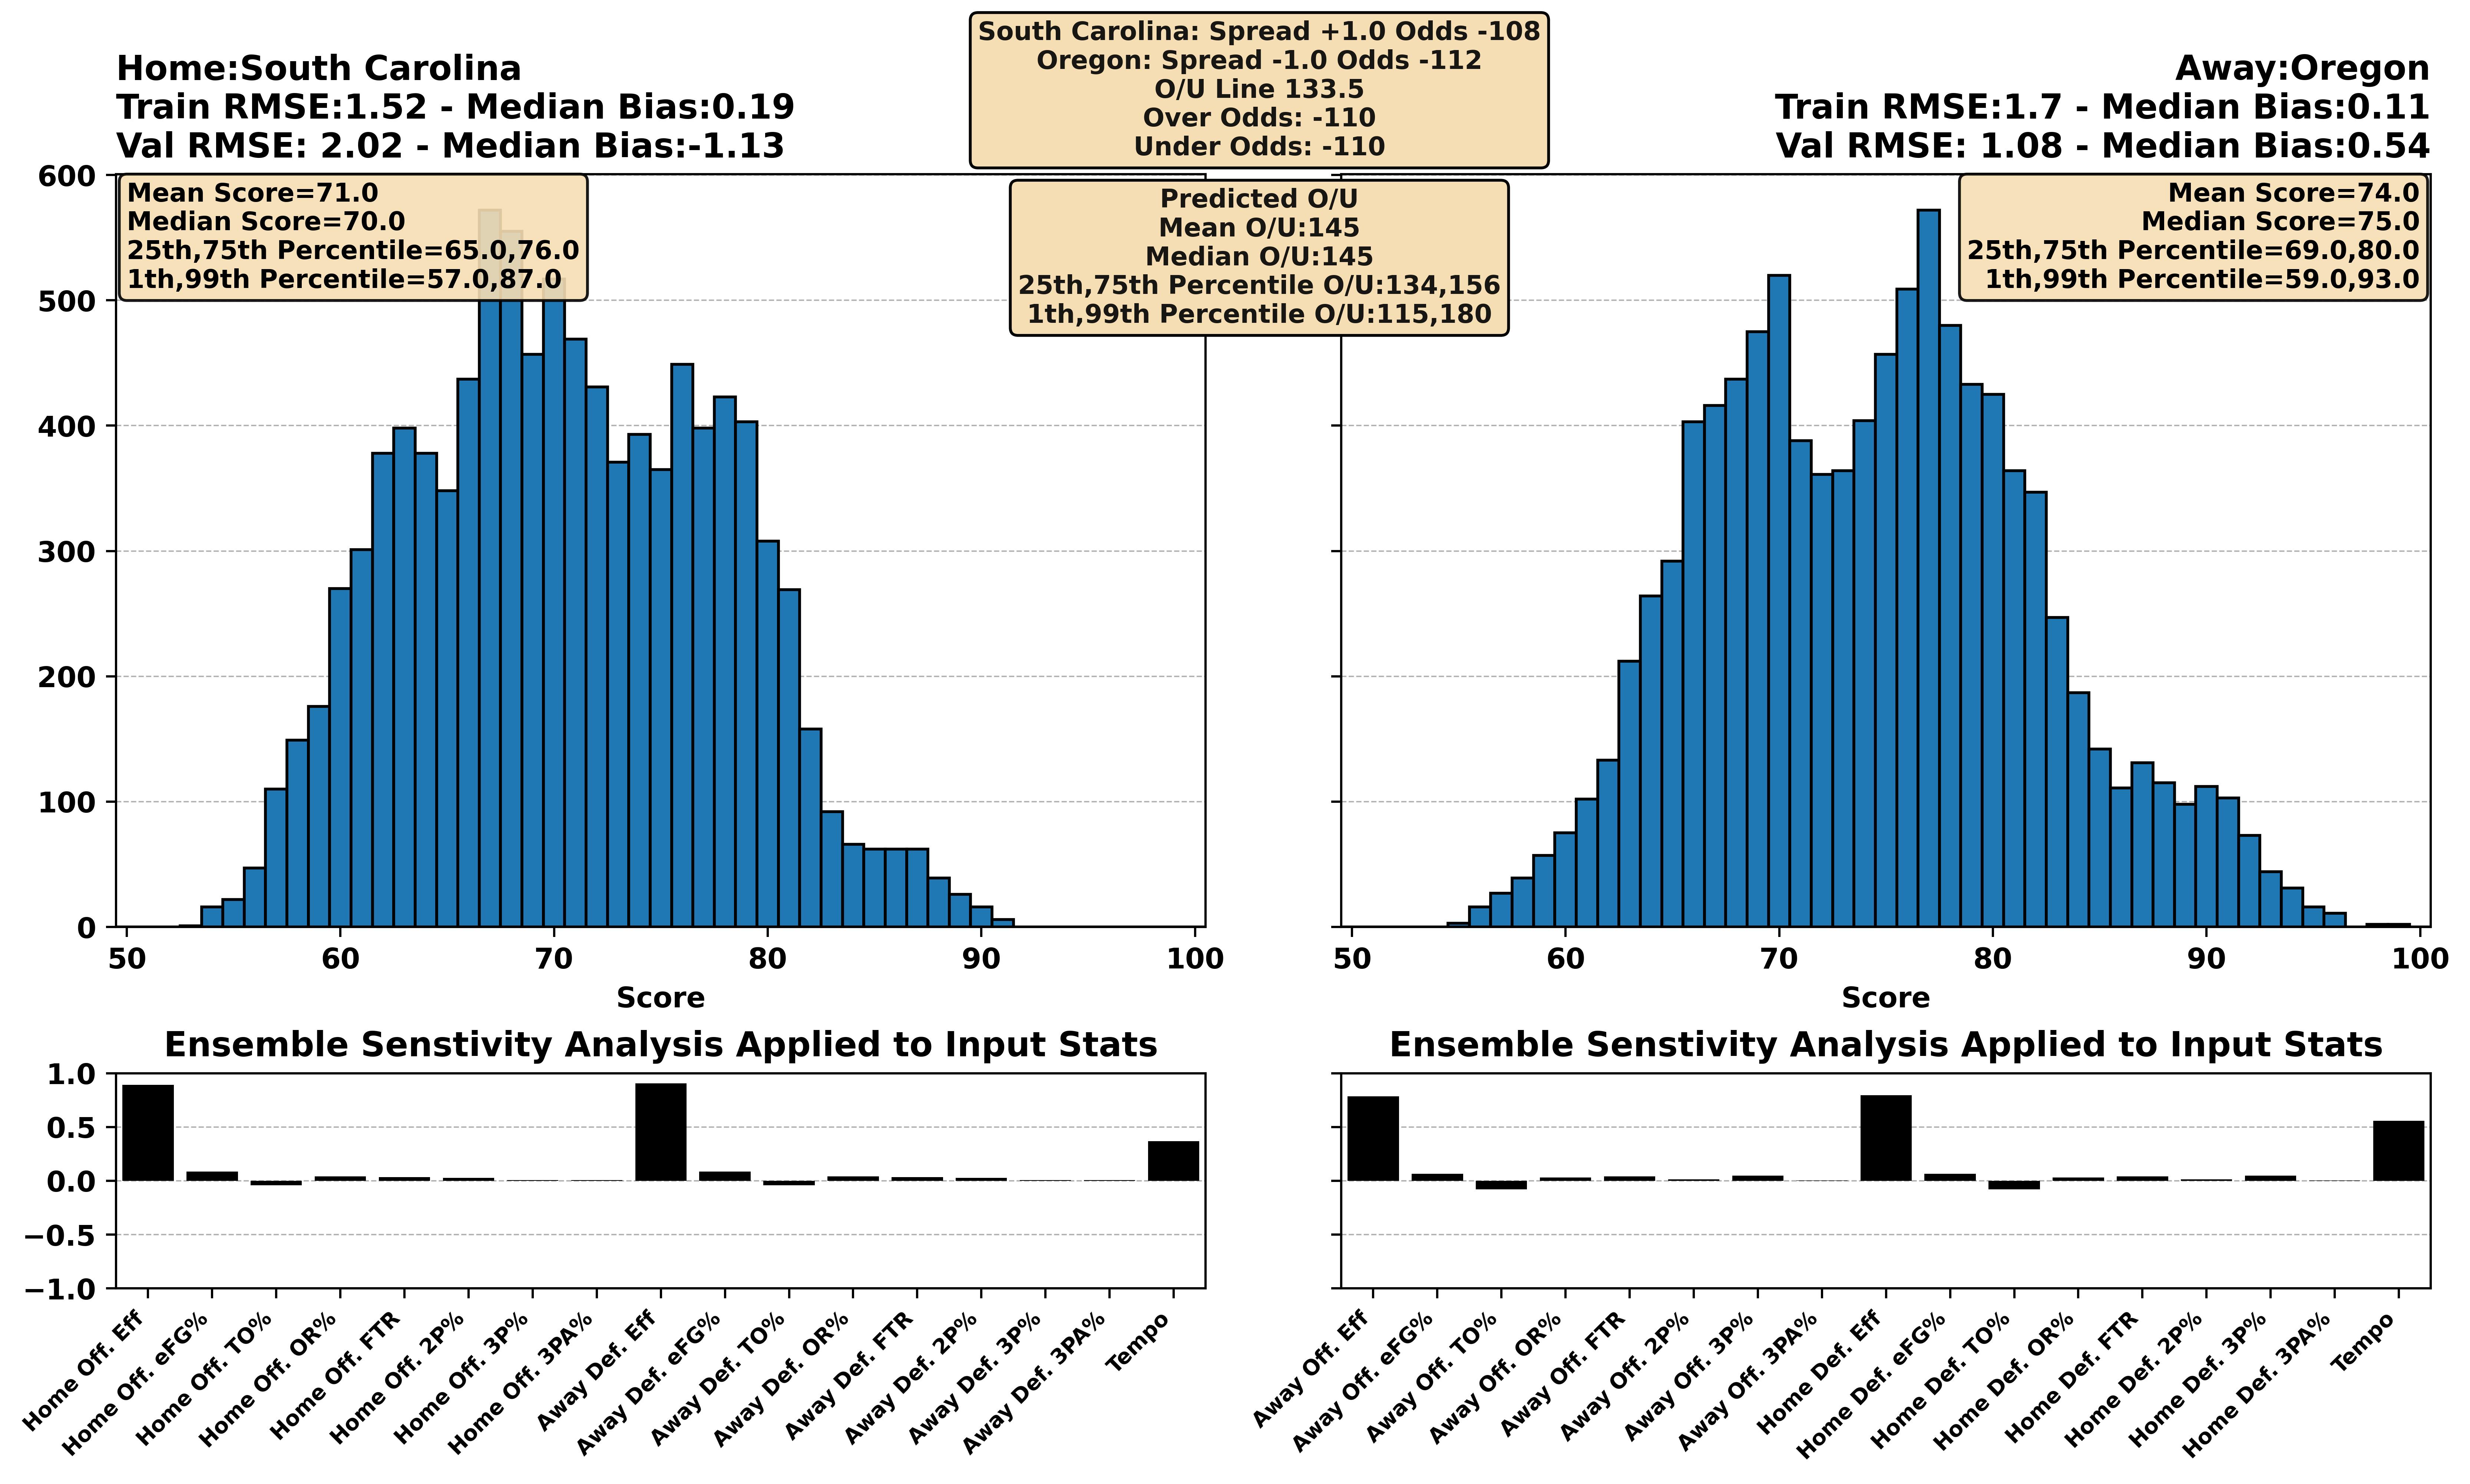 South Carolina: Spread +1.0 Odds -108
Oregon: Spread -1.0 Odds -112
O/U Line 133.5
Over Odds: -110
Under Odds: -110
Home:South Carolina
Train RMSE:1.52 - Median Bias:0.19
Val RMSE: 2.02 - Median Bias:-1.13
Away:Oregon
Train RMSE:1.7 - Median Bias:0.11
Val RMSE: 1.08 - Median Bias:0.54
Mean Score=71.0
Median Score=70.0
25th,75th Percentile=65.0,76.0
1th,99th Percentile=57.0,87.0
Predicted O/U
Mean O/U:145
Median O/U:145
25th,75th Percentile O/U:134,156
1th,99th Percentile O/U:115,180
Mean Score=74.0
Median Score=75.0
25th,75th Percentile=69.0,80.0
1th,99th Percentile=59.0,93.0
600
500
400
300
200
100
0
50 60 70 80 90 100
Score
50 60 70 80 90 100
Score
Ensemble Senstivity Analysis Applied to Input Stats
Ensemble Senstivity Analysis Applied to Input Stats
1.0
0.5
0.0
−0.5
−1.0
Home Off. Eff
Home Off. eFG%
Home Off. TO%
Home Off. OR%
Home Off. FTR
Home Off. 2P%
Home Off. 3P%
Home Off. 3PA%
Away Def. Eff
Away Def. eFG%
Away Def. TO%
Away Def. OR%
Away Def. FTR
Away Def. 2P%
Away Def. 3P%
Away Def. 3PA%
Tempo
Away Off. Eff
Away Off. eFG%
Away Off. TO%
Away Off. OR%
Away Off. FTR
Away Off. 2P%
Away Off. 3P%
Away Off. 3PA%
Home Def. Eff
Home Def. eFG%
Home Def. TO%
Home Def. OR%
Home Def. FTR
Home Def. 2P%
Home Def. 3P%
Home Def. 3PA%
Tempo